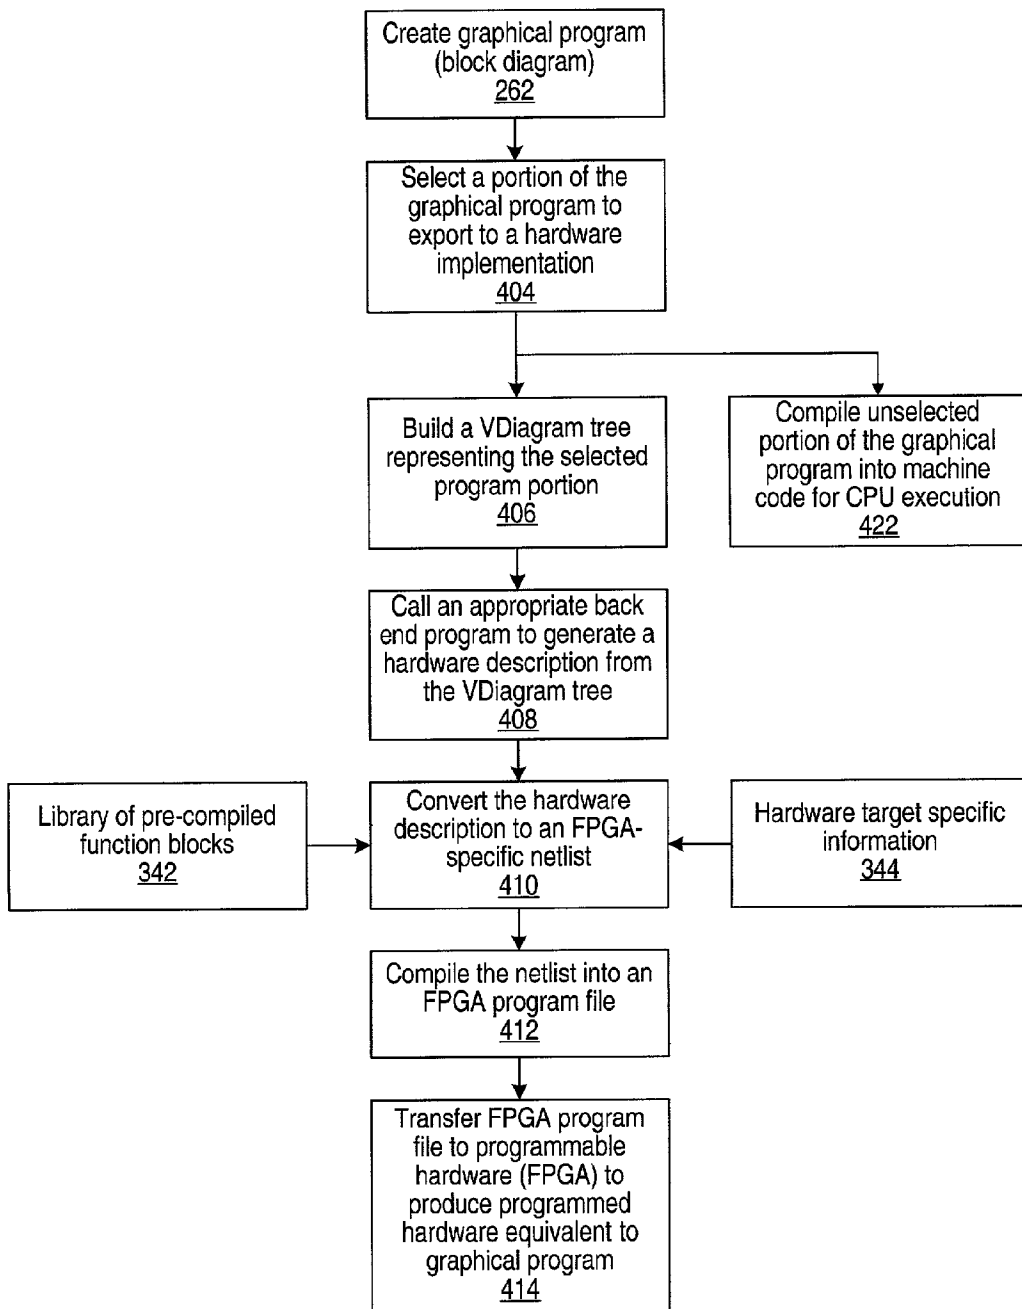 Create graphical program
(block diagram)
262
Select a portion of the
graphical program to
export to a hardware
implementation
404
Build a VDiagram tree
representing the selected
program portion
406
Compile unselected
portion of the graphical
program into machine
code for CPU execution
422
Call an appropriate back
end program to generate a
hardware description from
the VDiagram tree
408
Library of pre-compiled
function blocks
342
Convert the hardware
description to an FPGA-
specific netlist
410
Hardware target specific
information
344
Compile the netlist into an
FPGA program file
412
Transfer FPGA program
file to programmable
hardware (FPGA) to
produce programmed
hardware equivalent to
graphical program
414